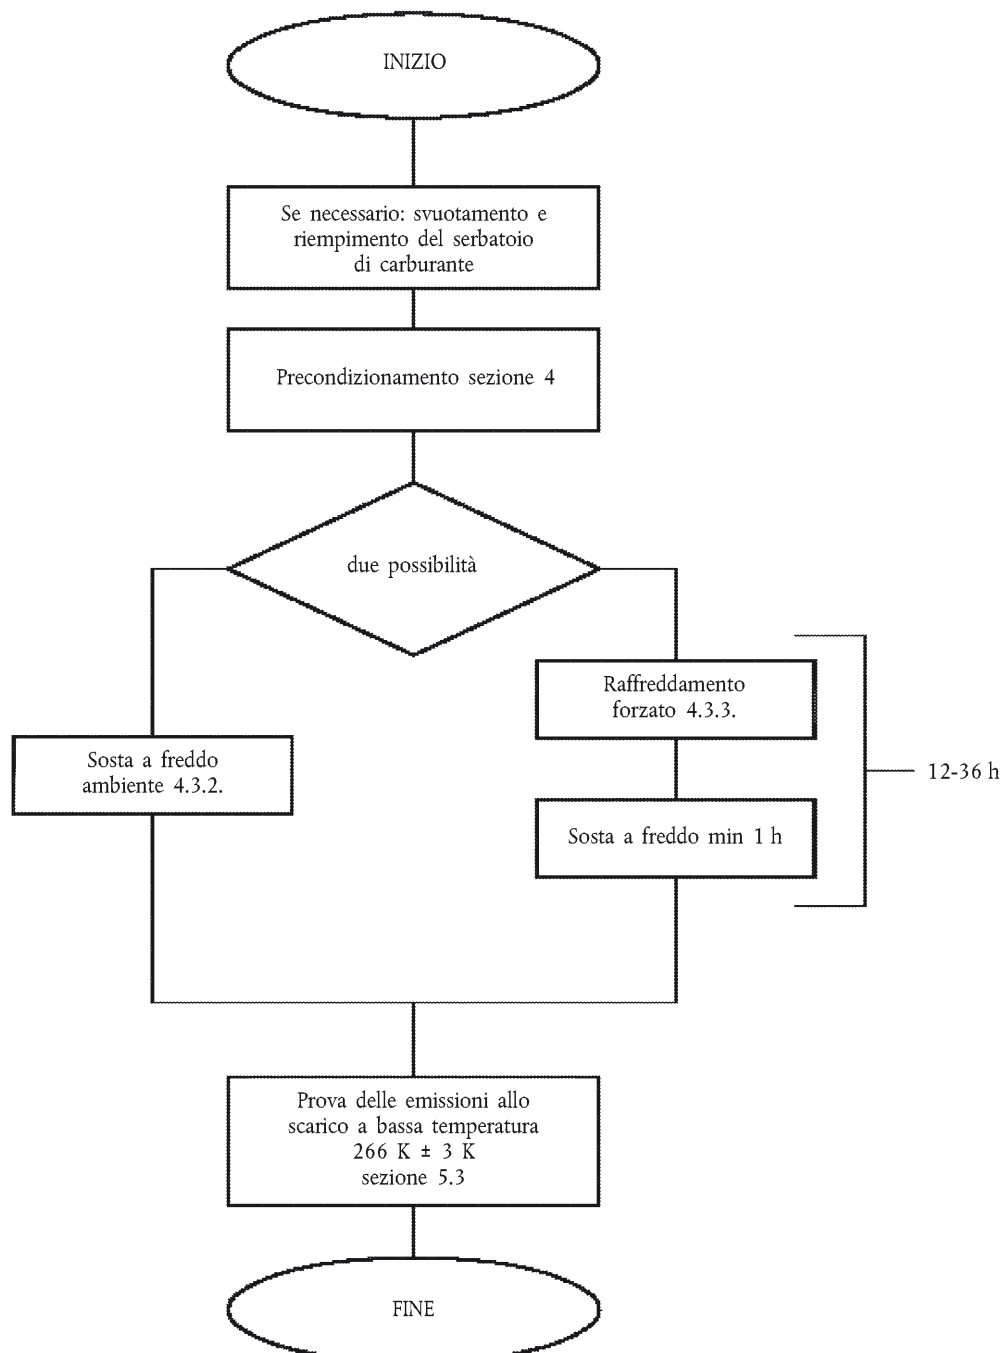 INIZIO
Se necessario: svuotamento e
riempimento del serbatoio
di carburante
Precondizionamento sezione 4
due possibilità
Raffreddamento
forzato 4.3.3.
Sosta a freddo
ambiente 4.3.2.
12-36 h
Sosta a freddo min 1 h
Prova delle emissioni allo
scarico a bassa temperatura
266 K ± 3 K
sezione 5.3
FINE